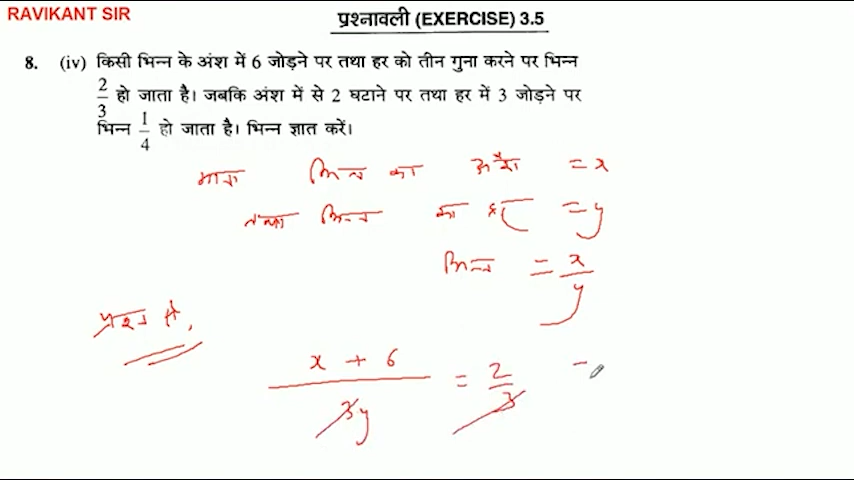 RAVIKANT SIR
प्रश्नावली (EXERCISE) 3.5
8. (iv) किसी भिन्न के अंश में 6 जोड़ने पर तथा हर को तीन गुना करने पर भिन्न
2/3 हो जाता है। जबकि अंश में से 2 घटाने पर तथा हर में 3 जोड़ने पर
भिन्न 1/4 हो जाता है। भिन्न ज्ञात करें।
माना भिन्न का अंश = x
तथा भिन्न का हर = y
भिन्न = x/y
प्रश्न से,
(x + 6)/3y = 2/3